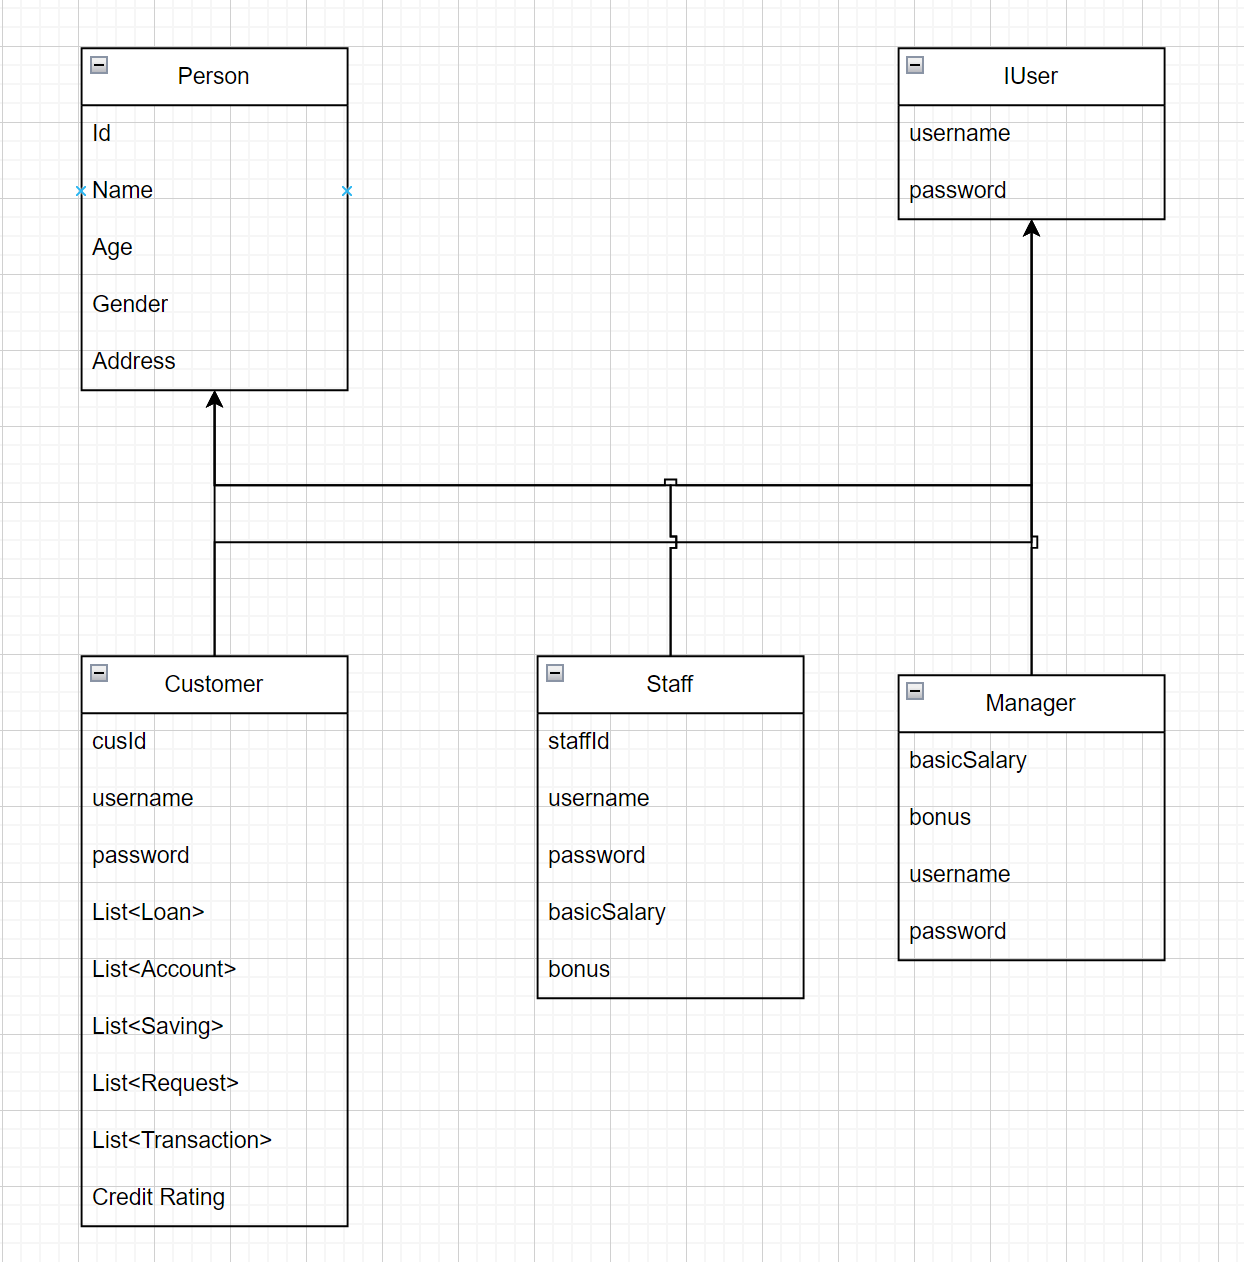 Person
Id
Name
Age
Gender
Address
IUser
username
password
Customer
cusId
username
password
List<Loan>
List<Account>
List<Saving>
List<Request>
List<Transaction>
Credit Rating
Staff
staffId
username
password
basicSalary
bonus
Manager
basicSalary
bonus
username
password